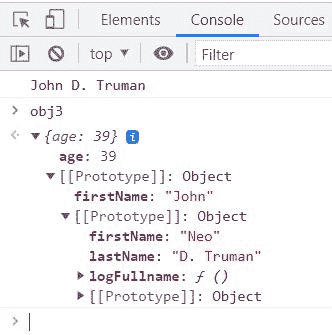 Elements Console Sources
top Filter
John D. Truman
> obj3
{age: 39} i
age: 39
[[Prototype]]: Object
firstName: "John"
[[Prototype]]: Object
firstName: "Neo"
lastName: "D. Truman"
logFullname: ƒ ()
[[Prototype]]: Object
>